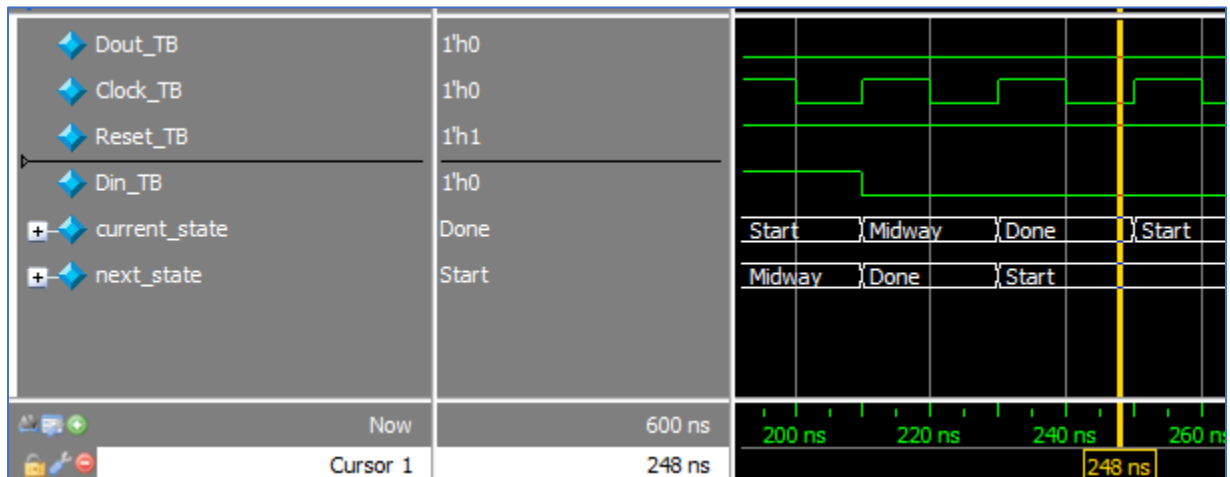 Dout_TB 1'h0
Clock_TB 1'h0
Reset_TB 1'h1
Din_TB 1'h0
current_state Done Start Midway Done Start
next_state Start Midway Done Start
Now 600 ns 200 ns 220 ns 240 ns 260 n
Cursor 1 248 ns 248 ns